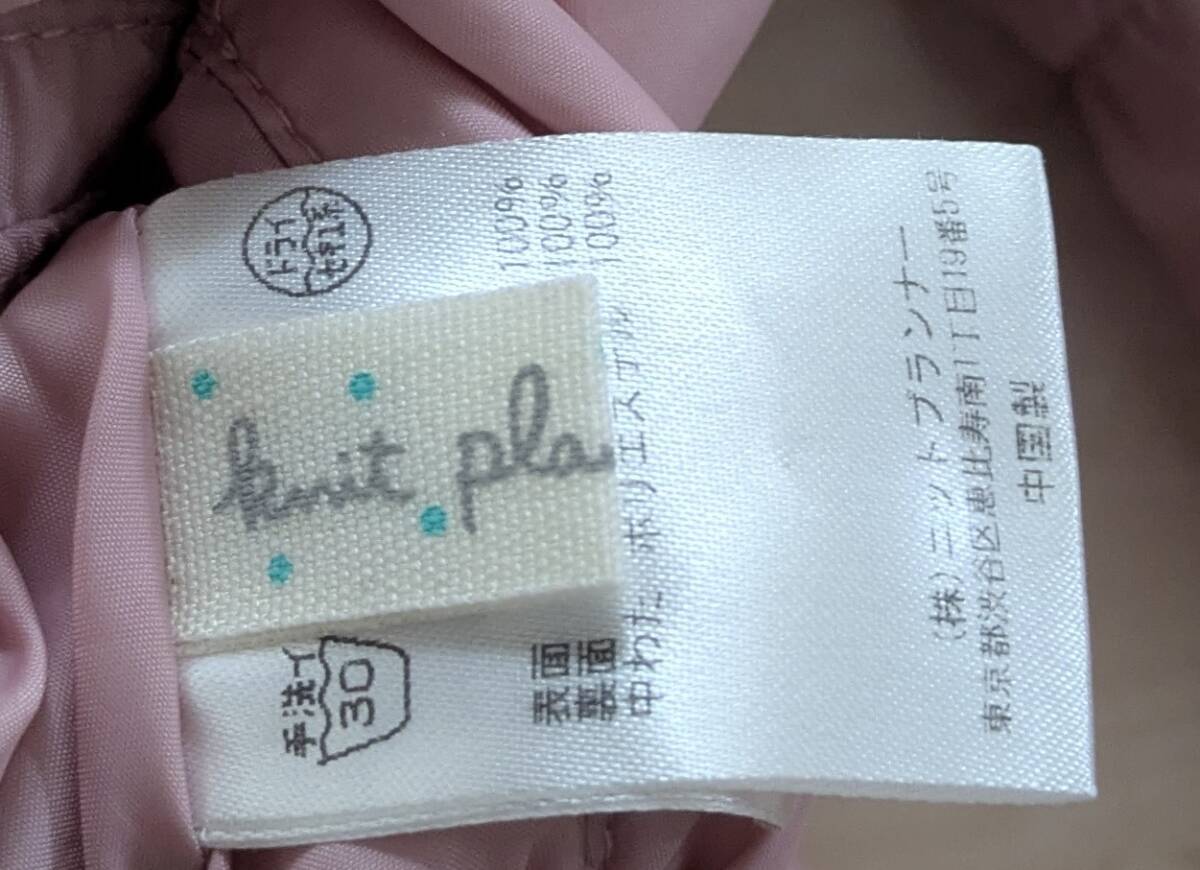 手洗イ
30
ドライ
セキユ系
knit pla
表面 100%
裏面 100%
中わた ポリエステル 100%
(株)ニットプランナー
東京都渋谷区恵比寿南1丁目19番5号
中国製